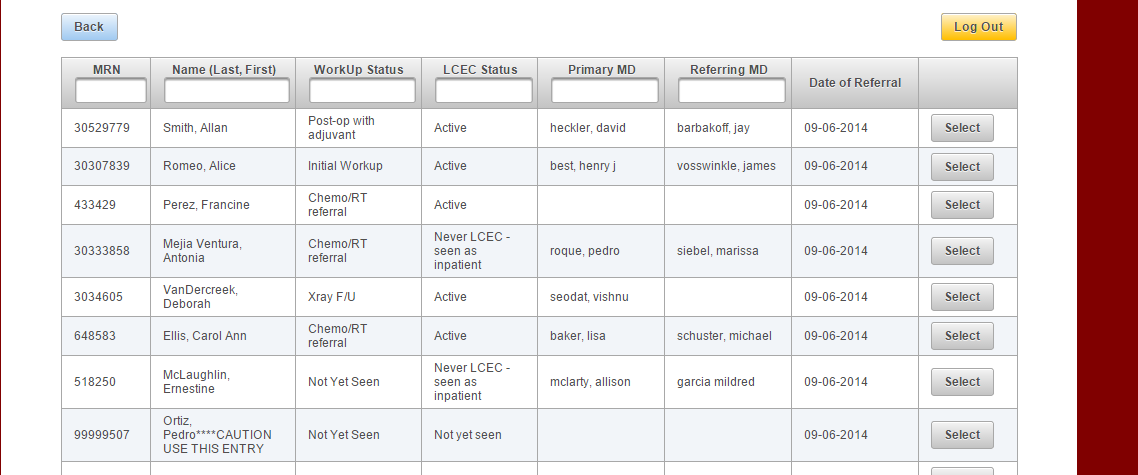 Back
Log Out
MRN Name (Last, First) WorkUp Status LCEC Status Primary MD Referring MD Date of Referral
30529779 Smith, Allan Post-op with adjuvant Active heckler, david barbakoff, jay 09-06-2014 Select
30307839 Romeo, Alice Initial Workup Active best, henry j vosswinkle, james 09-06-2014 Select
433429 Perez, Francine Chemo/RT referral Active 09-06-2014 Select
30333858 Mejia Ventura, Antonia Chemo/RT referral Never LCEC - seen as inpatient roque, pedro siebel, marissa 09-06-2014 Select
3034605 VanDercreek, Deborah Xray F/U Active seodat, vishnu 09-06-2014 Select
648583 Ellis, Carol Ann Chemo/RT referral Active baker, lisa schuster, michael 09-06-2014 Select
518250 McLaughlin, Ernestine Not Yet Seen Never LCEC - seen as inpatient mclarty, allison garcia mildred 09-06-2014 Select
99999507 Ortiz, Pedro****CAUTION USE THIS ENTRY Not Yet Seen Not yet seen 09-06-2014 Select